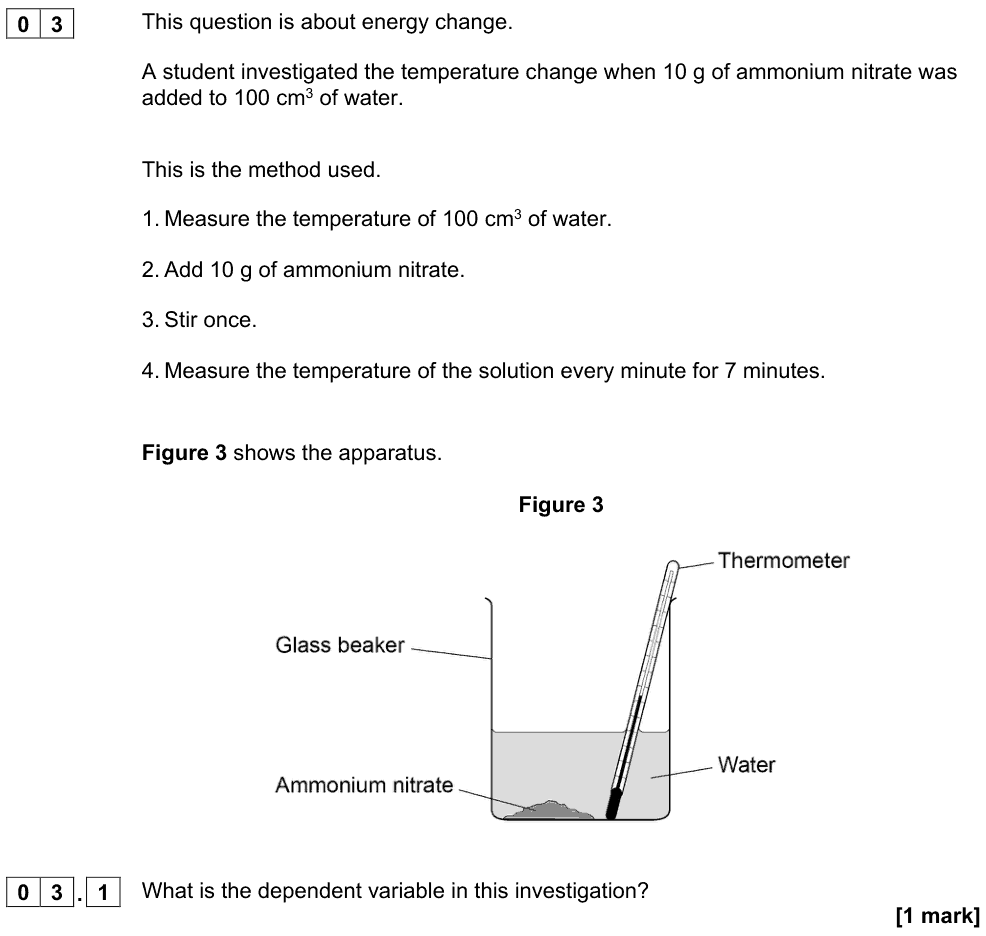 0 3 This question is about energy change.
A student investigated the temperature change when 10 g of ammonium nitrate was
added to 100 cm³ of water.
This is the method used.
1. Measure the temperature of 100 cm³ of water.
2. Add 10 g of ammonium nitrate.
3. Stir once.
4. Measure the temperature of the solution every minute for 7 minutes.
Figure 3 shows the apparatus.
Figure 3
Thermometer
Glass beaker
Water
Ammonium nitrate
0 3 . 1 What is the dependent variable in this investigation?
[1 mark]